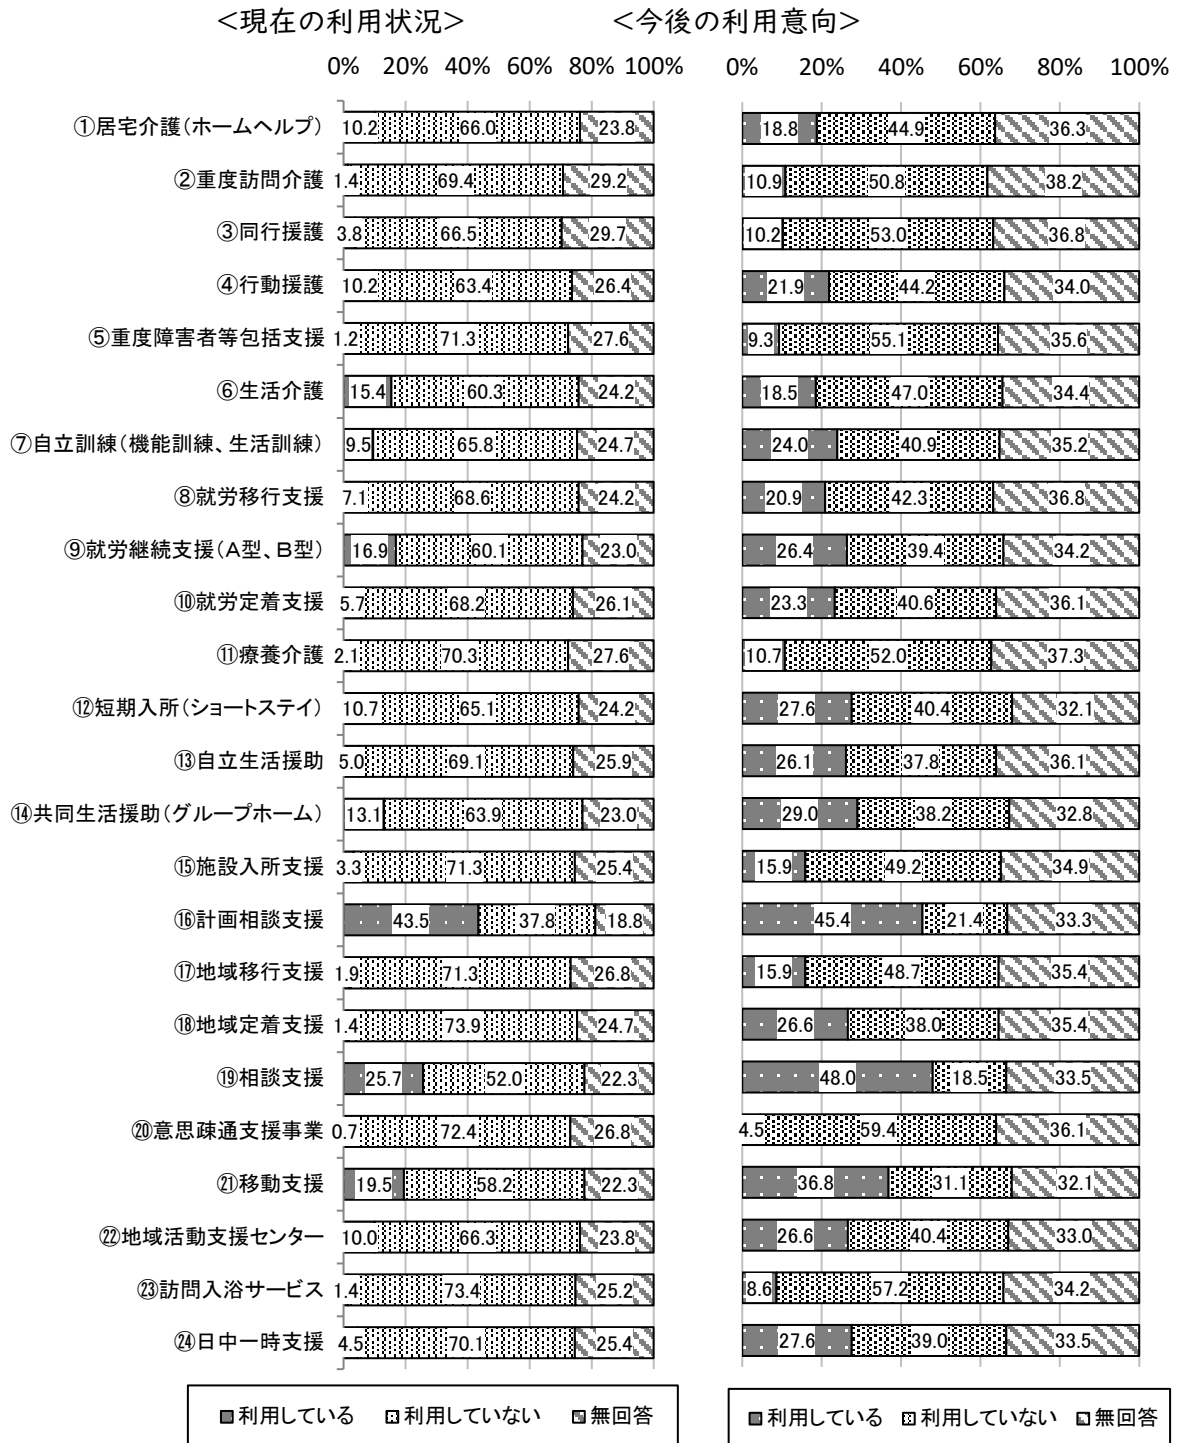 ＜現在の利用状況＞ ＜今後の利用意向＞
0% 20% 40% 60% 80% 100% 0% 20% 40% 60% 80% 100%
①居宅介護(ホームヘルプ) 10.2 66.0 23.8 18.8 44.9 36.3
②重度訪問介護 1.4 69.4 29.2 10.9 50.8 38.2
③同行援護 3.8 66.5 29.7 10.2 53.0 36.8
④行動援護 10.2 63.4 26.4 21.9 44.2 34.0
⑤重度障害者等包括支援 1.2 71.3 27.6 9.3 55.1 35.6
⑥生活介護 15.4 60.3 24.2 18.5 47.0 34.4
⑦自立訓練(機能訓練、生活訓練) 9.5 65.8 24.7 24.0 40.9 35.2
⑧就労移行支援 7.1 68.6 24.2 20.9 42.3 36.8
⑨就労継続支援(A型、B型) 16.9 60.1 23.0 26.4 39.4 34.2
⑩就労定着支援 5.7 68.2 26.1 23.3 40.6 36.1
⑪療養介護 2.1 70.3 27.6 10.7 52.0 37.3
⑫短期入所(ショートステイ) 10.7 65.1 24.2 27.6 40.4 32.1
⑬自立生活援助 5.0 69.1 25.9 26.1 37.8 36.1
⑭共同生活援助(グループホーム) 13.1 63.9 23.0 29.0 38.2 32.8
⑮施設入所支援 3.3 71.3 25.4 15.9 49.2 34.9
⑯計画相談支援 43.5 37.8 18.8 45.4 21.4 33.3
⑰地域移行支援 1.9 71.3 26.8 15.9 48.7 35.4
⑱地域定着支援 1.4 73.9 24.7 26.6 38.0 35.4
⑲相談支援 25.7 52.0 22.3 48.0 18.5 33.5
⑳意思疎通支援事業 0.7 72.4 26.8 4.5 59.4 36.1
㉑移動支援 19.5 58.2 22.3 36.8 31.1 32.1
㉒地域活動支援センター 10.0 66.3 23.8 26.6 40.4 33.0
㉓訪問入浴サービス 1.4 73.4 25.2 8.6 57.2 34.2
㉔日中一時支援 4.5 70.1 25.4 27.6 39.0 33.5
利用している 利用していない 無回答 利用している 利用していない 無回答